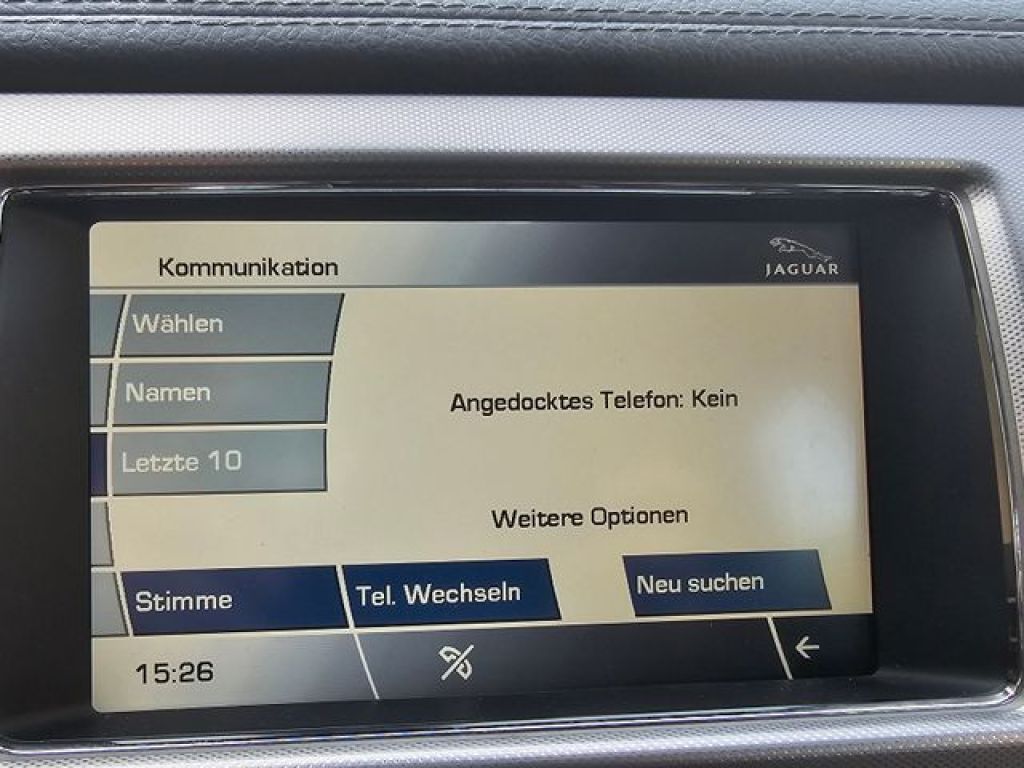 Kommunikation
JAGUAR
Wählen
Namen
Angedocktes Telefon: Kein
Letzte 10
Weitere Optionen
Stimme
Tel. Wechseln
Neu suchen
15:26